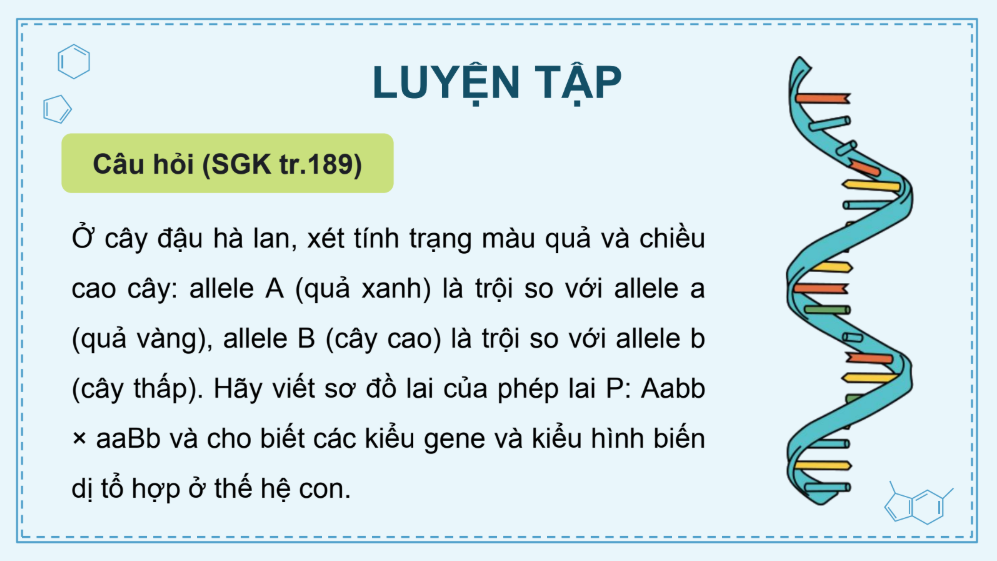 LUYỆN TẬP
Câu hỏi (SGK tr.189)
Ở cây đậu hà lan, xét tính trạng màu quả và chiều
cao cây: allele A (quả xanh) là trội so với allele a
(quả vàng), allele B (cây cao) là trội so với allele b
(cây thấp). Hãy viết sơ đồ lai của phép lai P: Aabb
× aaBb và cho biết các kiểu gene và kiểu hình biến
dị tổ hợp ở thế hệ con.